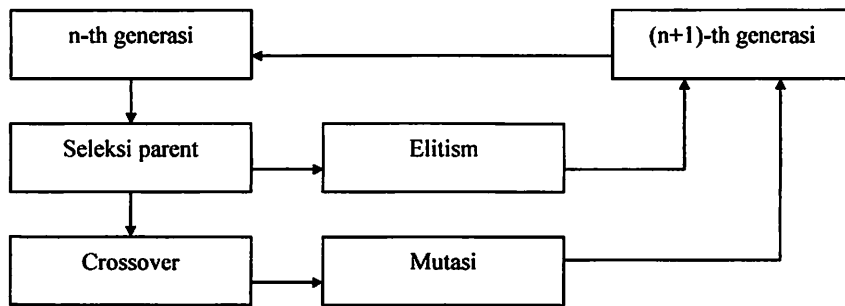 n-th generasi
(n+1)-th generasi
Seleksi parent
Elitism
Crossover
Mutasi